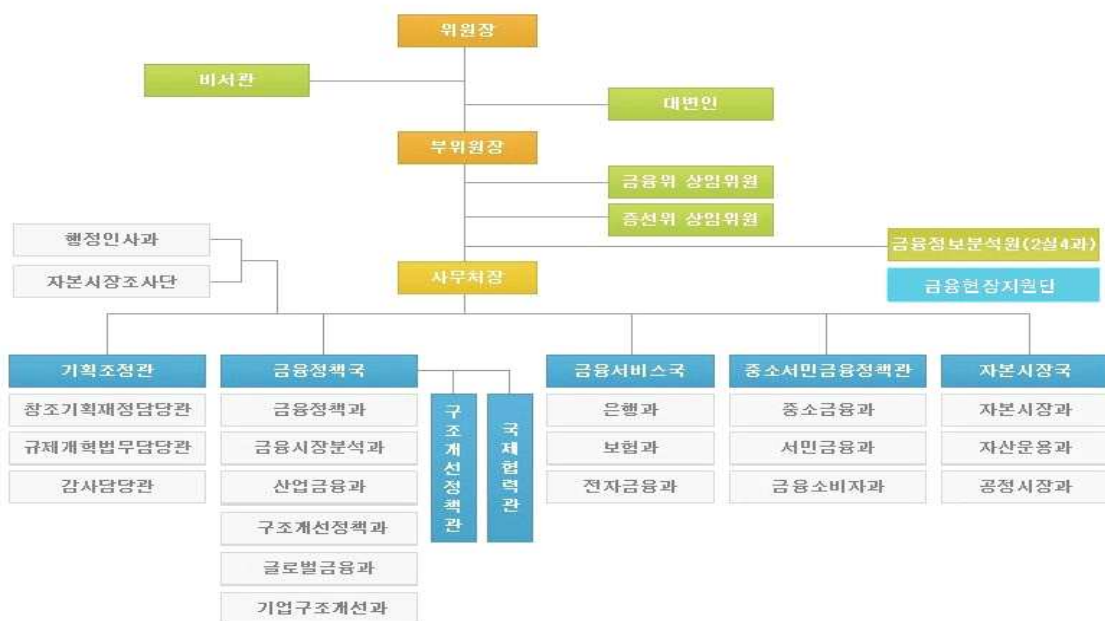 위원장
비서관
대변인
부위원장
금융위 상임위원
증선위 상임위원
행정인사과
금융정보분석원(2실4과)
자본시장조사단
사무처장
금융현장지원단
기획조정관
금융정책국
금융서비스국
중소서민금융정책관
자본시장국
창조기획재정담당관
규제개혁법무담당관
감사담당관
금융정책과
금융시장분석과
산업금융과
구조개선정책과
글로벌금융과
기업구조개선과
구조개선정책관
국제협력관
은행과
보험과
전자금융과
중소금융과
서민금융과
금융소비자과
자본시장과
자산운용과
공정시장과